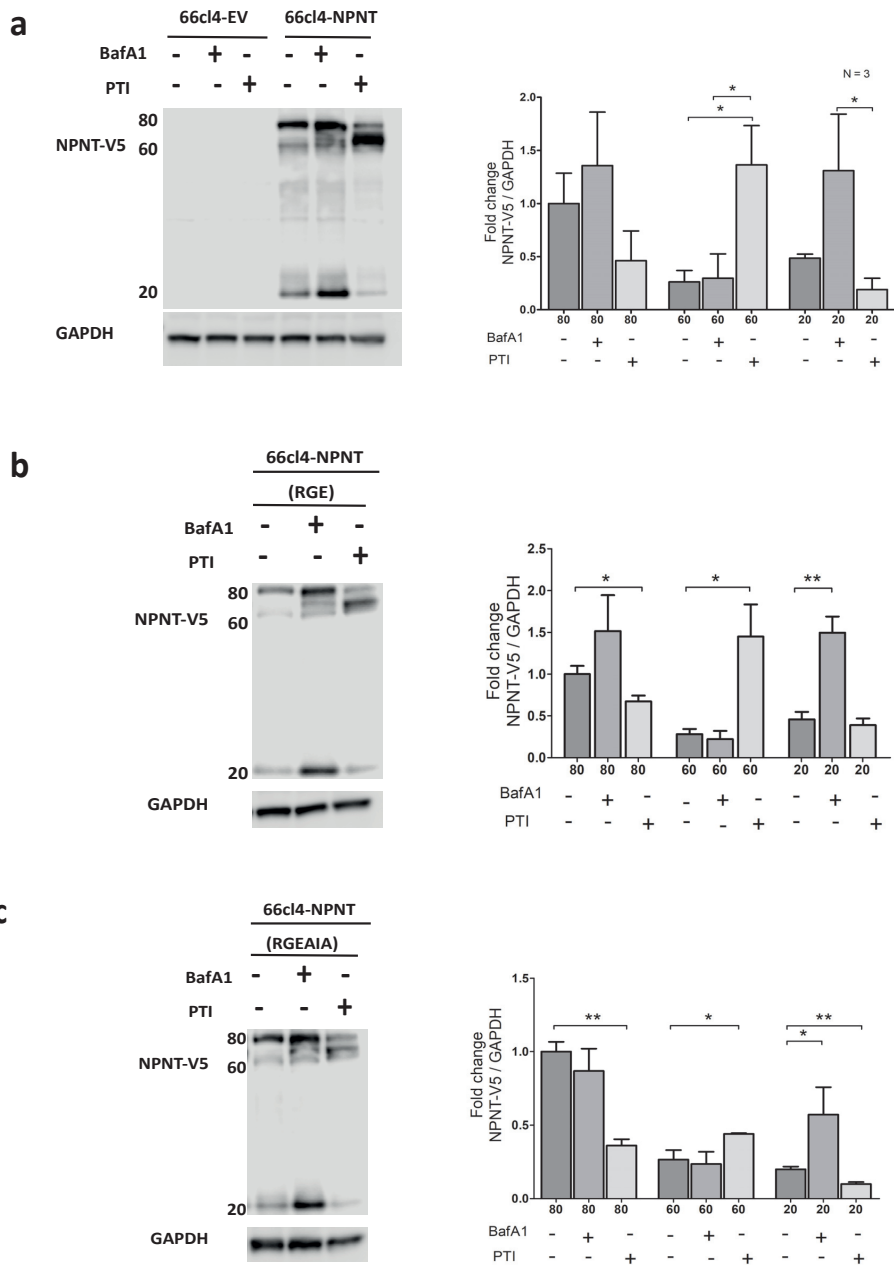 a
66cl4-EV 66cl4-NPNT
BafA1 - + - - + -
PTI - - + - - +
NPNT-V5
80
60
20
GAPDH
N = 3
Fold change
NPNT-V5 / GAPDH
2.0
1.5
1.0
0.5
0.0
80 80 80 60 60 60 20 20 20
* * *
BafA1 - + - - + - - + -
PTI - - + - - + - - +
b
66cl4-NPNT
(RGE)
BafA1 - + -
PTI - - +
NPNT-V5
80
60
20
GAPDH
Fold change
NPNT-V5 / GAPDH
2.5
2.0
1.5
1.0
0.5
0.0
* * **
80 80 80 60 60 60 20 20 20
BafA1 - + - - + - - + -
PTI - - + - - + - - +
c
66cl4-NPNT
(RGEAIA)
BafA1 - + -
PTI - - +
NPNT-V5
80
60
20
GAPDH
Fold change
NPNT-V5 / GAPDH
1.5
1.0
0.5
0.0
** * ** *
80 80 80 60 60 60 20 20 20
BafA1 - + - - + - - + -
PTI - - + - - + - - +